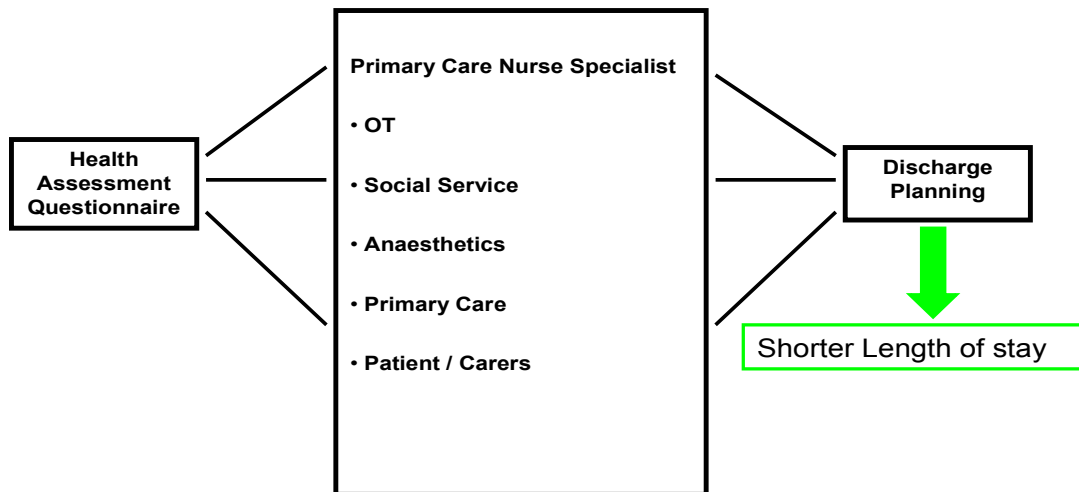 Health
Assessment
Questionnaire
Primary Care Nurse Specialist
• OT
• Social Service
• Anaesthetics
• Primary Care
• Patient / Carers
Discharge
Planning
Shorter Length of stay